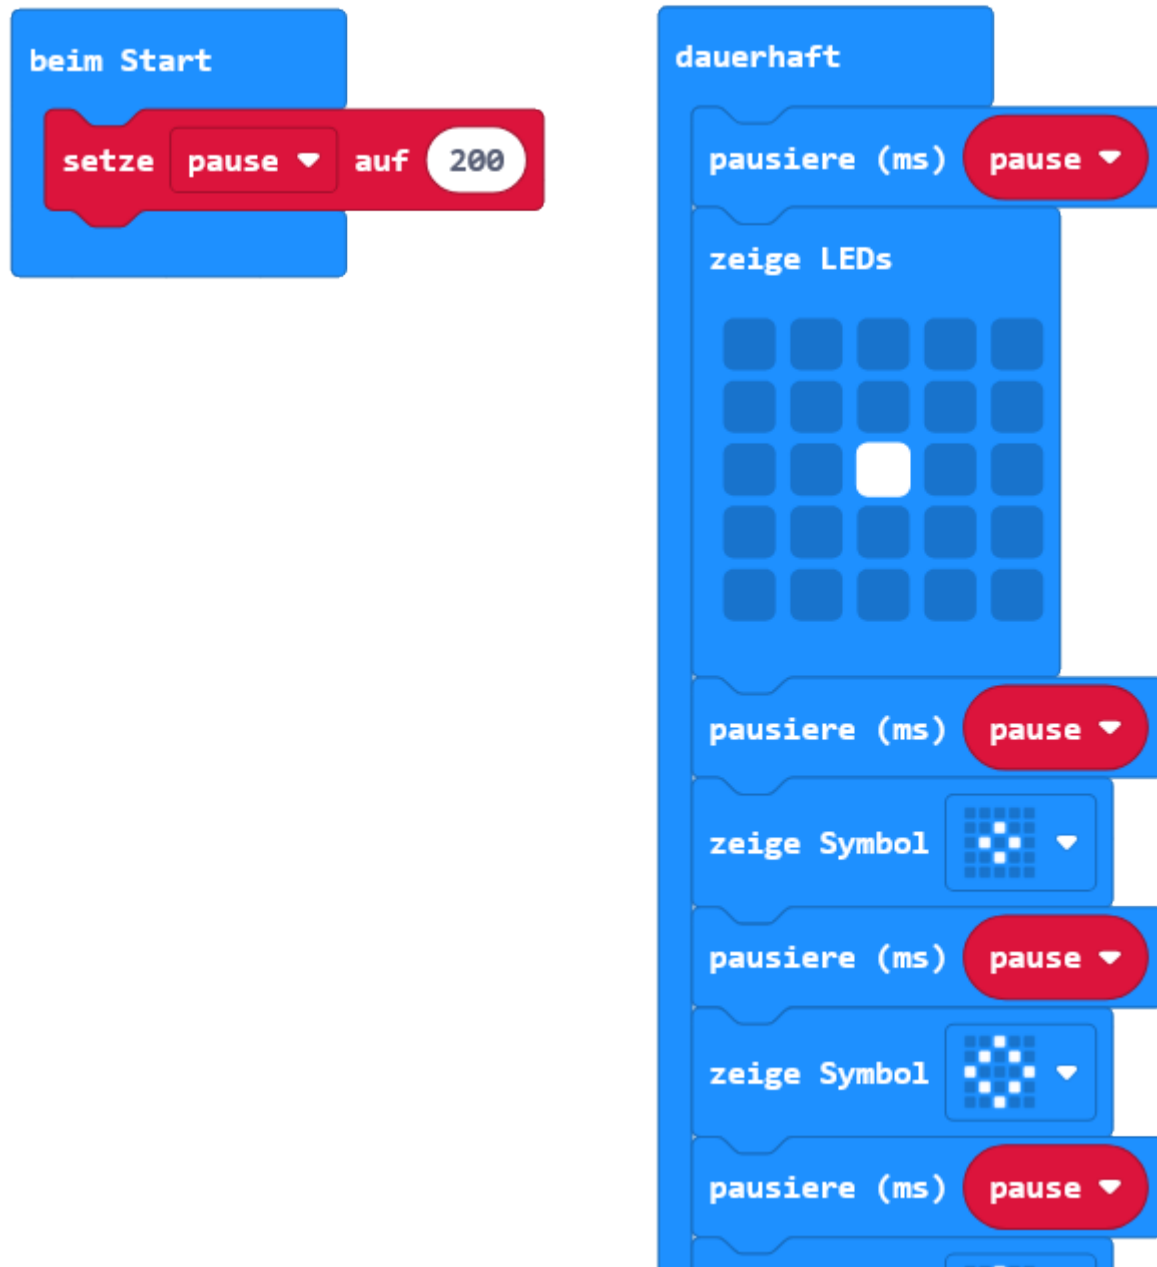 beim Start
setze pause auf 200
dauerhaft
pausiere (ms) pause
zeige LEDs
pausiere (ms) pause
zeige Symbol
pausiere (ms) pause
zeige Symbol
pausiere (ms) pause